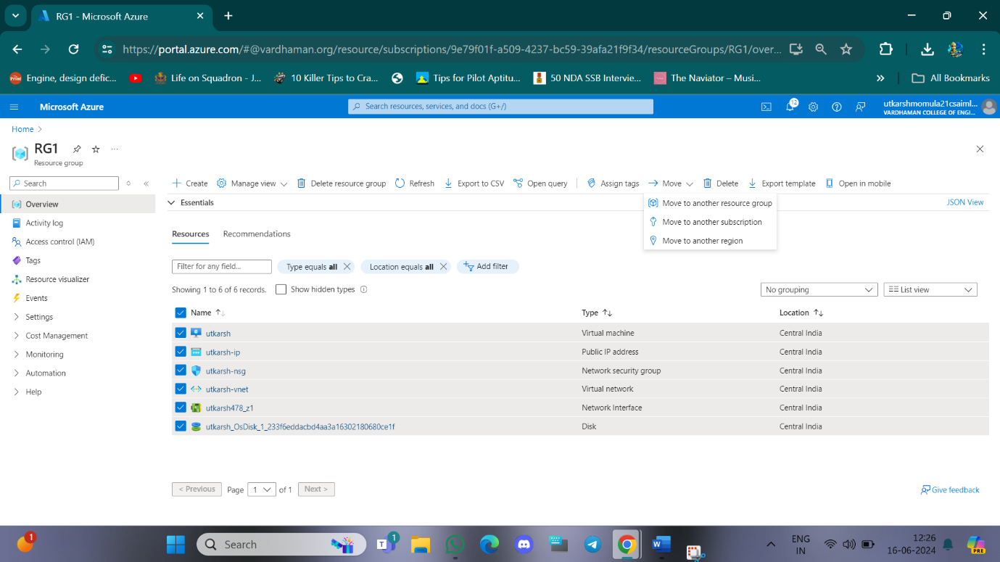 RG1 - Microsoft Azure
https://portal.azure.com/#@vardhaman.org/resource/subscriptions/9e79f01f-a509-4237-bc59-39afa21f9f34/resourceGroups/RG1/over...
Engine, design defic... Life on Squadron - J... 10 Killer Tips to Cra... Tips for Pilot Aptitu... 50 NDA SSB Intervie... The Naviator – Musi... » All Bookmarks
Microsoft Azure Search resources, services, and docs (G+/) 12 utkarshmomula21csaiml...
VARDHAMAN COLLEGE OF ENGI...
Home >
RG1 ...
Resource group
Search «
Create Manage view Delete resource group Refresh Export to CSV Open query Assign tags Move Delete Export template Open in mobile
Overview
Activity log
Access control (IAM)
Tags
Resource visualizer
Events
Settings
Cost Management
Monitoring
Automation
Help
Essentials JSON View
Move to another resource group
Move to another subscription
Move to another region
Resources Recommendations
Filter for any field... Type equals all Location equals all Add filter
Showing 1 to 6 of 6 records. Show hidden types No grouping List view
Name Type Location
utkarsh Virtual machine Central India
utkarsh-ip Public IP address Central India
utkarsh-nsg Network security group Central India
utkarsh-vnet Virtual network Central India
utkarsh478_z1 Network Interface Central India
utkarsh_OsDisk_1_233f6eddacbd4aa3a16302180680ce1f Disk Central India
< Previous Page 1 of 1 Next > Give feedback
1 Search 1 ENG 12:26
IN 16-06-2024 PRE